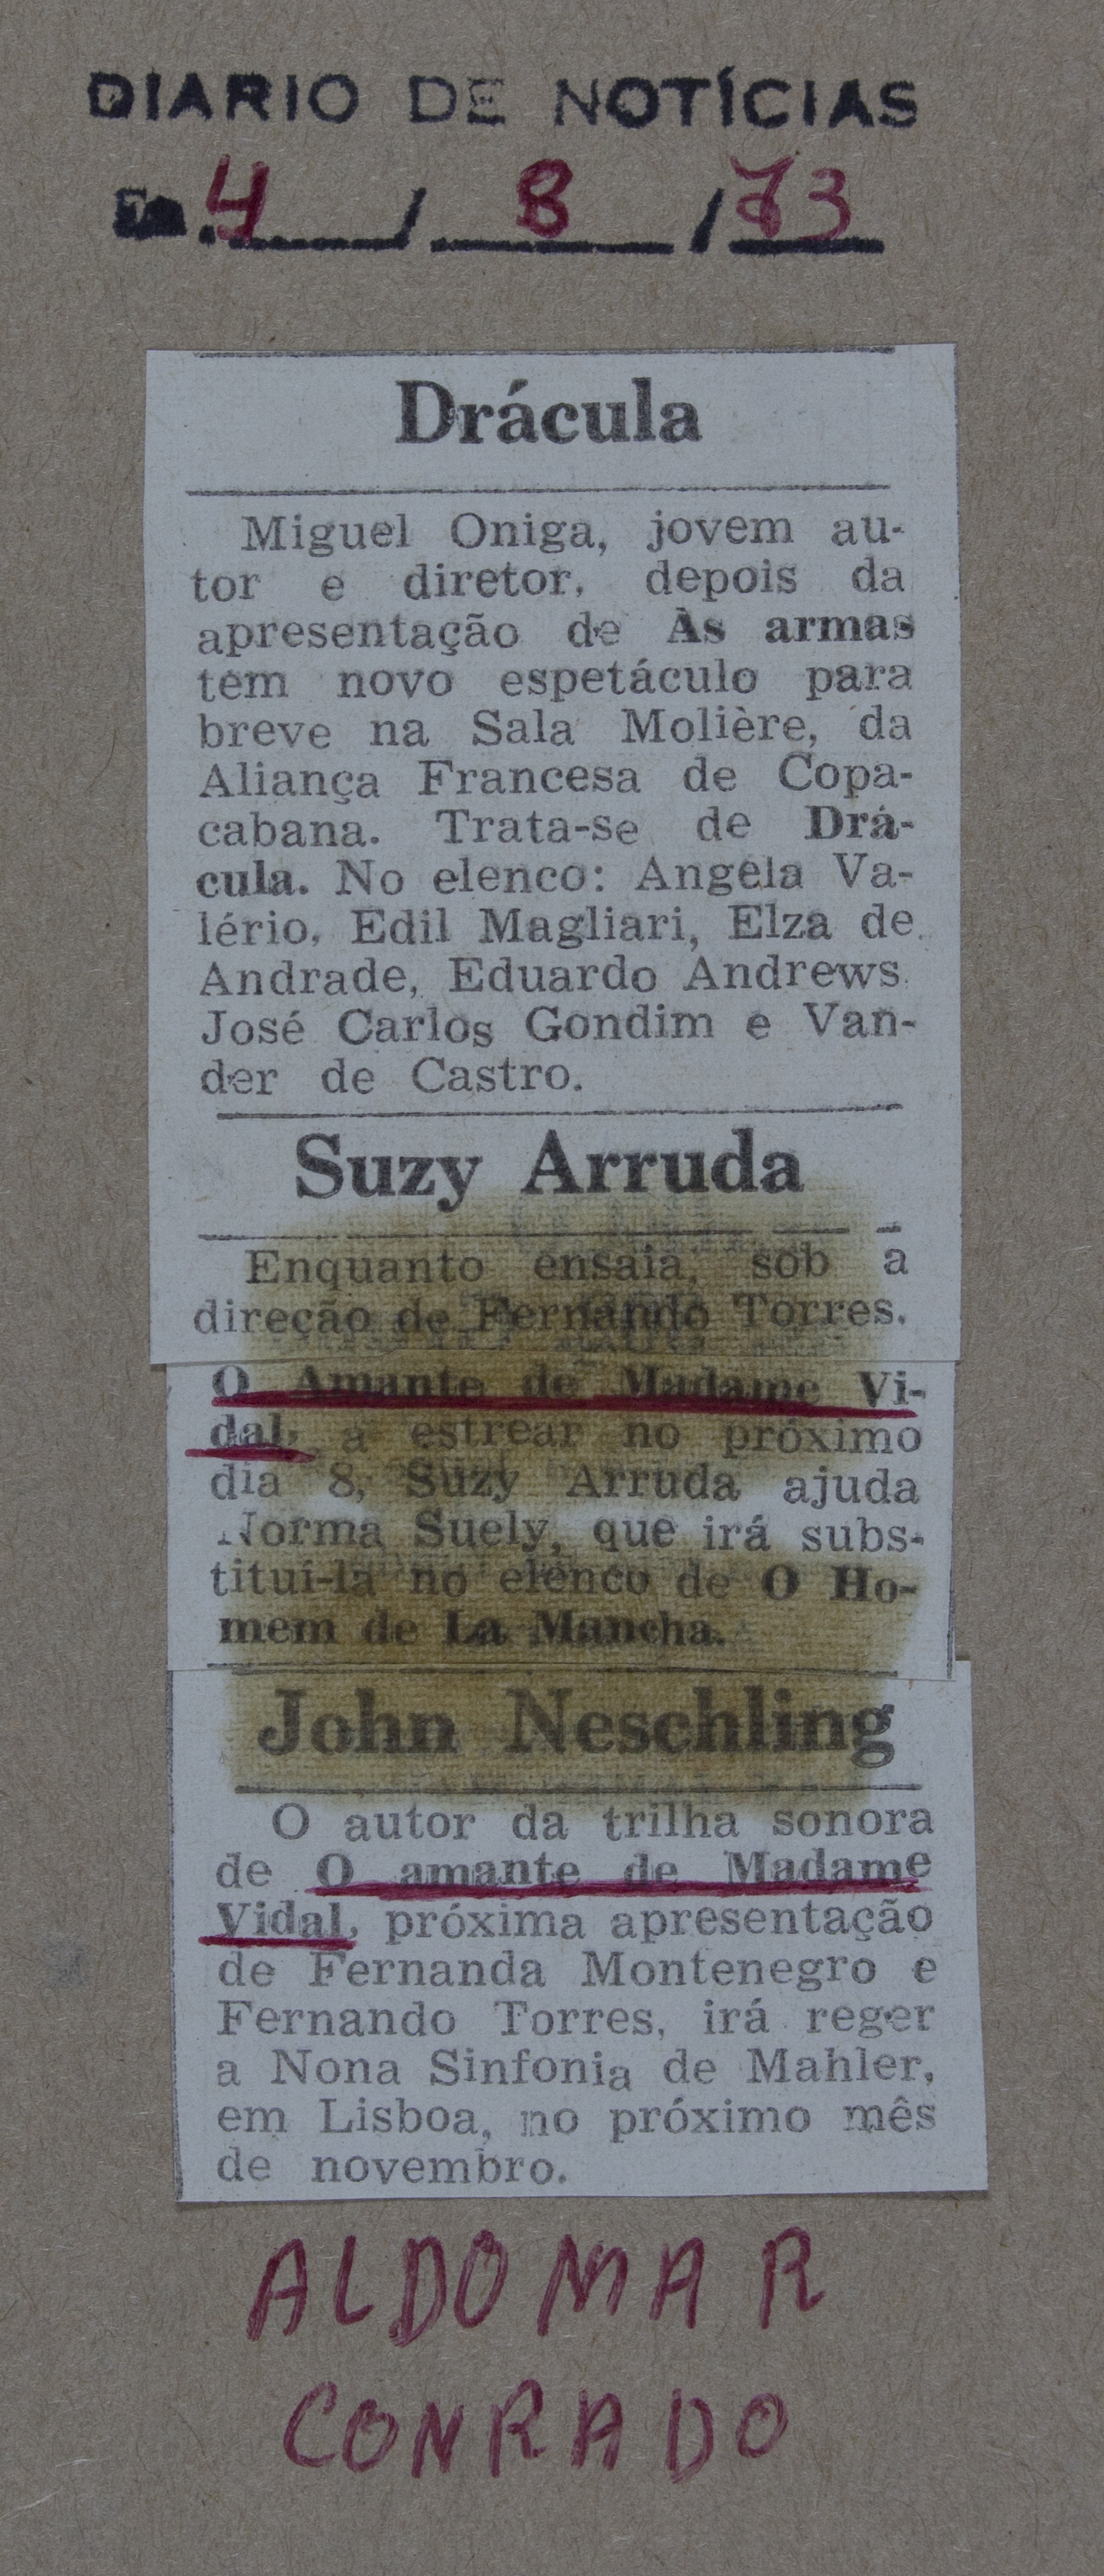 DIARIO DE NOTÍCIAS
Em. 4 / 8 / 73
Drácula
Miguel Oniga, jovem au-
tor e diretor, depois da
apresentação de Às armas
tem novo espetáculo para
breve na Sala Molière, da
Aliança Francesa de Copa-
cabana. Trata-se de Drá-
cula. No elenco: Angela Va-
lério, Edil Magliari, Elza de
Andrade, Eduardo Andrews
José Carlos Gondim e Van-
der de Castro.
Suzy Arruda
Enquanto ensaia, sob a
direção de Fernando Torres,
O Amante de Madame Vi-
dal, a estrear no próximo
dia 8, Suzy Arruda ajuda
Norma Suely, que irá subs-
tituí-la no elenco de O Ho-
mem de La Mancha.
John Neschling
O autor da trilha sonora
de O amante de Madame
Vidal, próxima apresentação
de Fernanda Montenegro e
Fernando Torres, irá reger
a Nona Sinfonia de Mahler,
em Lisboa, no próximo mês
de novembro.
ALDOMAR
CONRADO